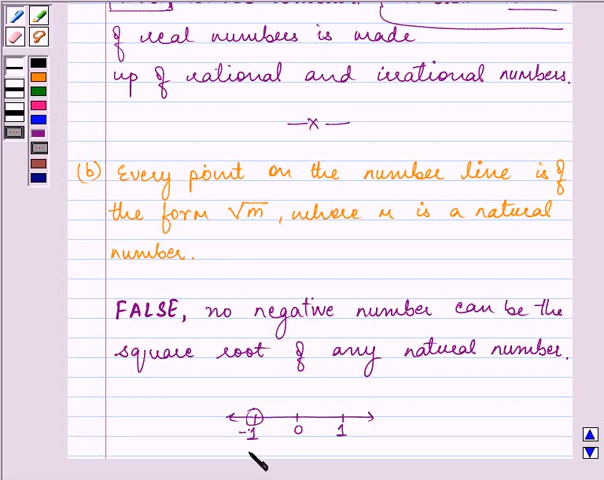 of real numbers is made
up of rational and irrational numbers.
—x—
(b) Every point on the number line is of
the form √m, where m is a natural
number.
FALSE, no negative number can be the
square root of any natural number.
-1 0 1